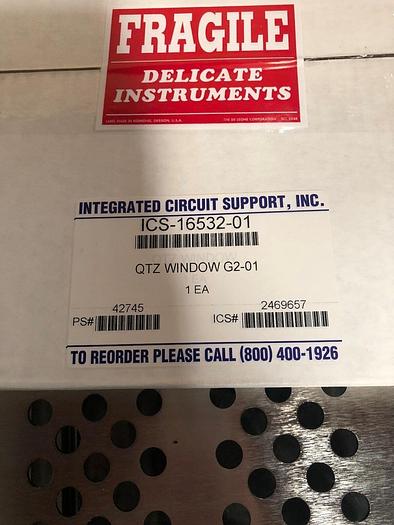 FRAGILE
DELICATE
INSTRUMENTS
INTEGRATED CIRCUIT SUPPORT, INC.
ICS-16532-01
QTZ WINDOW G2-01
1 EA
42745 2469657
PS# ICS#
TO REORDER PLEASE CALL (800) 400-1926